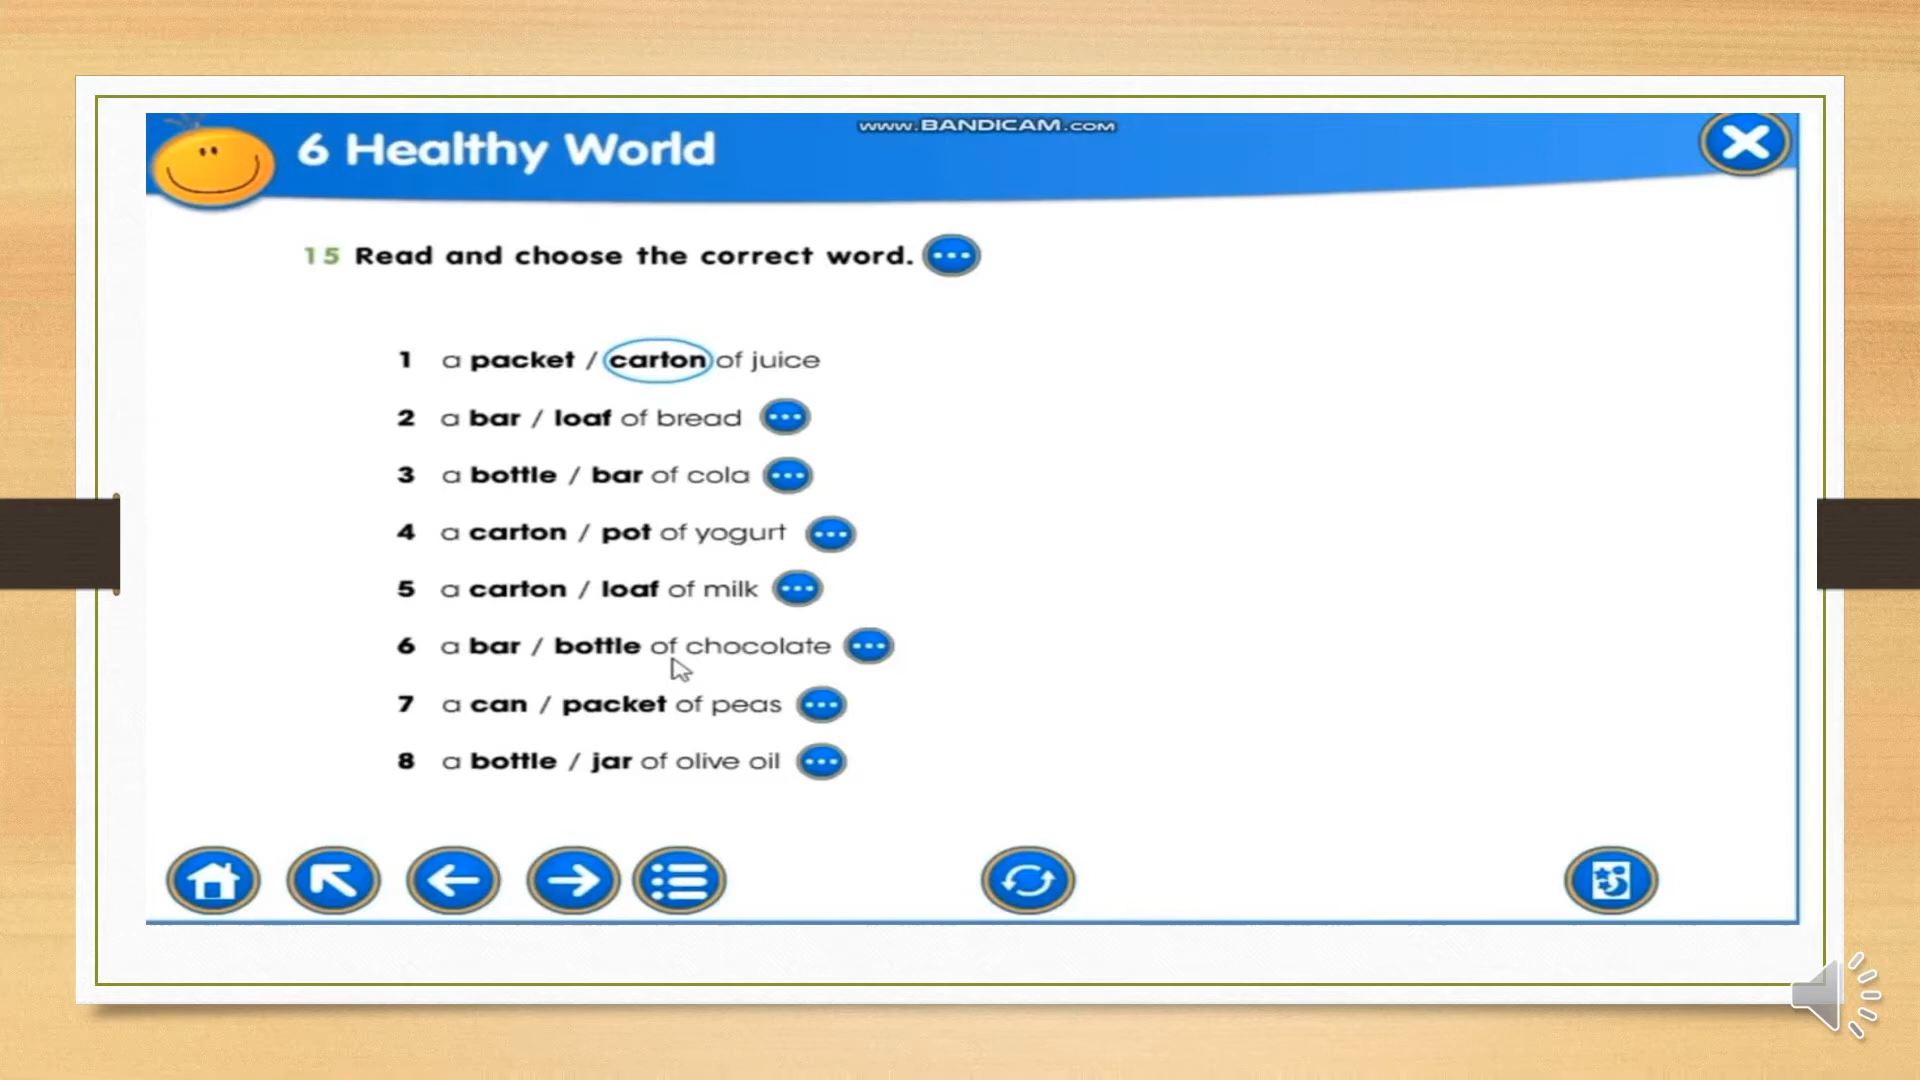 www.BANDICAM.com
6 Healthy World
15 Read and choose the correct word.
1 a packet / carton of juice
2 a bar / loaf of bread
3 a bottle / bar of cola
4 a carton / pot of yogurt
5 a carton / loaf of milk
6 a bar / bottle of chocolate
7 a can / packet of peas
8 a bottle / jar of olive oil